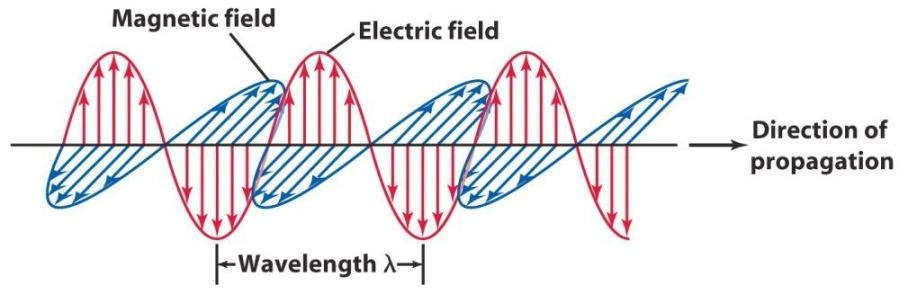 Magnetic field
Electric field
Direction of
propagation
Wavelength λ